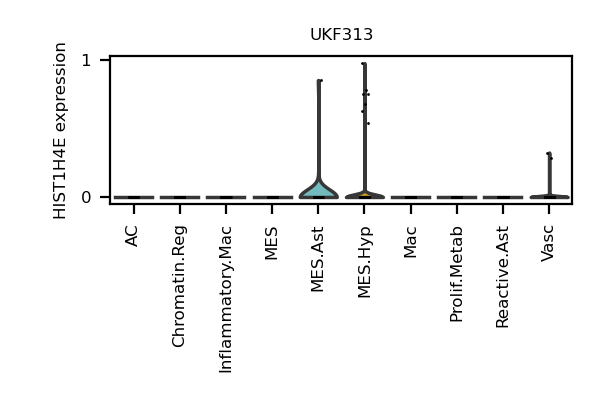 UKF313
HIST1H4E expression
1
0
AC
Chromatin.Reg
Inflammatory.Mac
MES
MES.Ast
MES.Hyp
Mac
Prolif.Metab
Reactive.Ast
Vasc